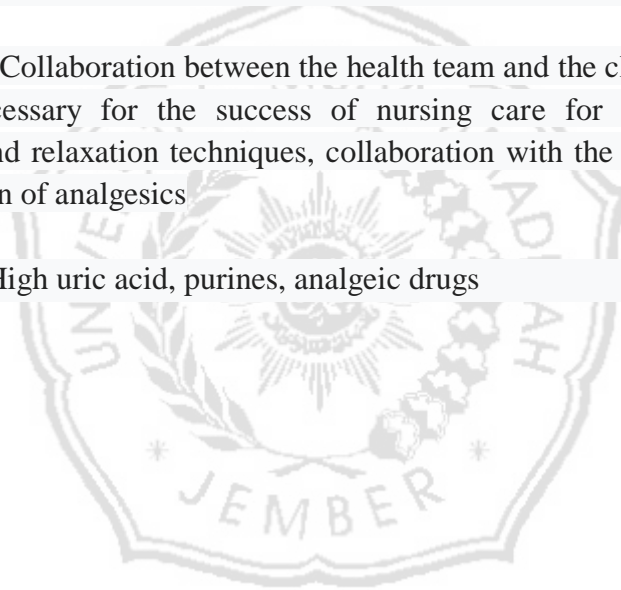 Collaboration between the health team and the cl
cessary for the success of nursing care for
nd relaxation techniques, collaboration with the
n of analgesics
High uric acid, purines, analgeic drugs
JEMBER